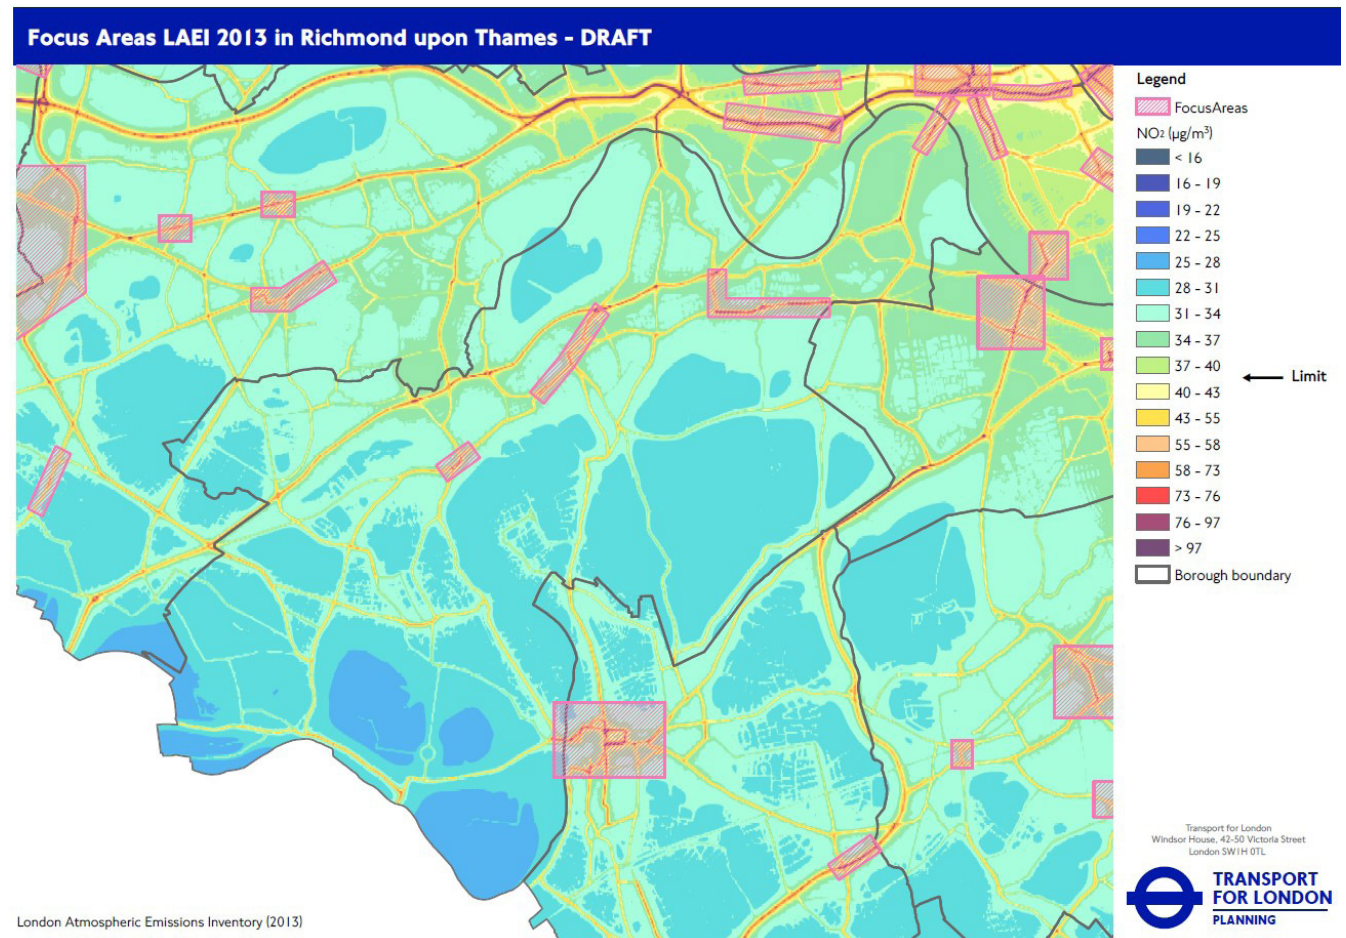 Focus Areas LAEI 2013 in Richmond upon Thames - DRAFT
Legend
FocusAreas
NO2 (µg/m³)
< 16
16 - 19
19 - 22
22 - 25
25 - 28
28 - 31
31 - 34
34 - 37
37 - 40
Limit
40 - 43
43 - 55
55 - 58
58 - 73
73 - 76
76 - 97
> 97
Borough boundary
Transport for London
Windsor House, 42-50 Victoria Street
London SW1H 0TL
TRANSPORT
FOR LONDON
PLANNING
London Atmospheric Emissions Inventory (2013)